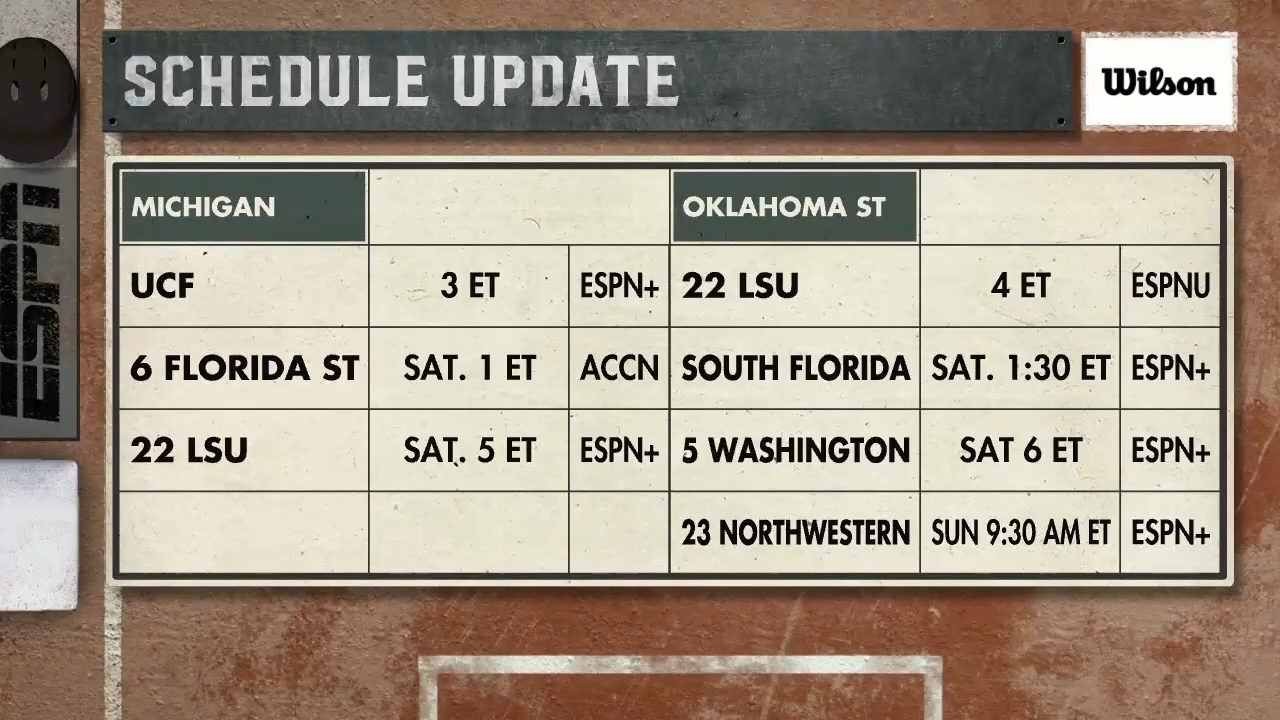 SCHEDULE UPDATE
Wilson
ESPN
MICHIGAN OKLAHOMA ST
UCF 3 ET ESPN+ 22 LSU 4 ET ESPNU
6 FLORIDA ST SAT. 1 ET ACCN SOUTH FLORIDA SAT. 1:30 ET ESPN+
22 LSU SAT. 5 ET ESPN+ 5 WASHINGTON SAT 6 ET ESPN+
23 NORTHWESTERN SUN 9:30 AM ET ESPN+